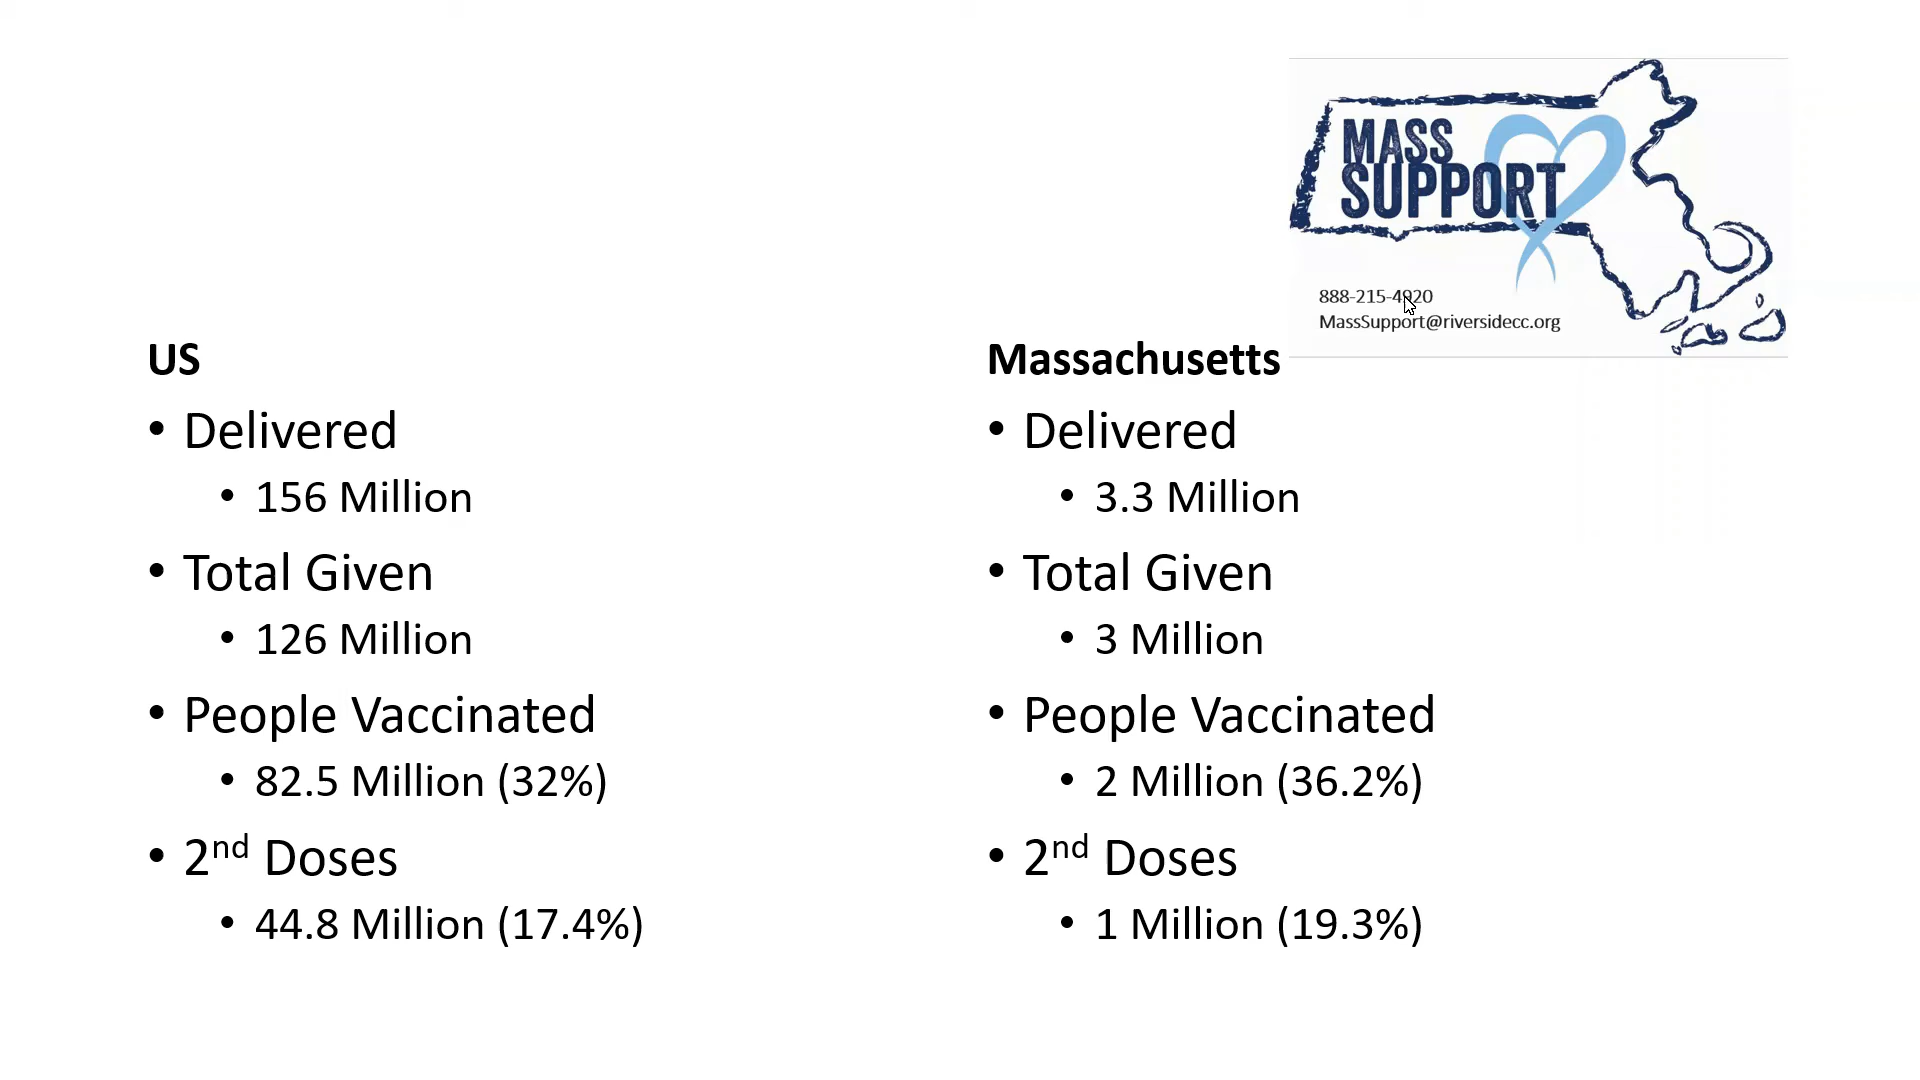 MASS
SUPPORT
888-215-4920
MassSupport@riversidecc.org
US
• Delivered
• 156 Million
• Total Given
• 126 Million
• People Vaccinated
• 82.5 Million (32%)
• 2nd Doses
• 44.8 Million (17.4%)
Massachusetts
• Delivered
• 3.3 Million
• Total Given
• 3 Million
• People Vaccinated
• 2 Million (36.2%)
• 2nd Doses
• 1 Million (19.3%)